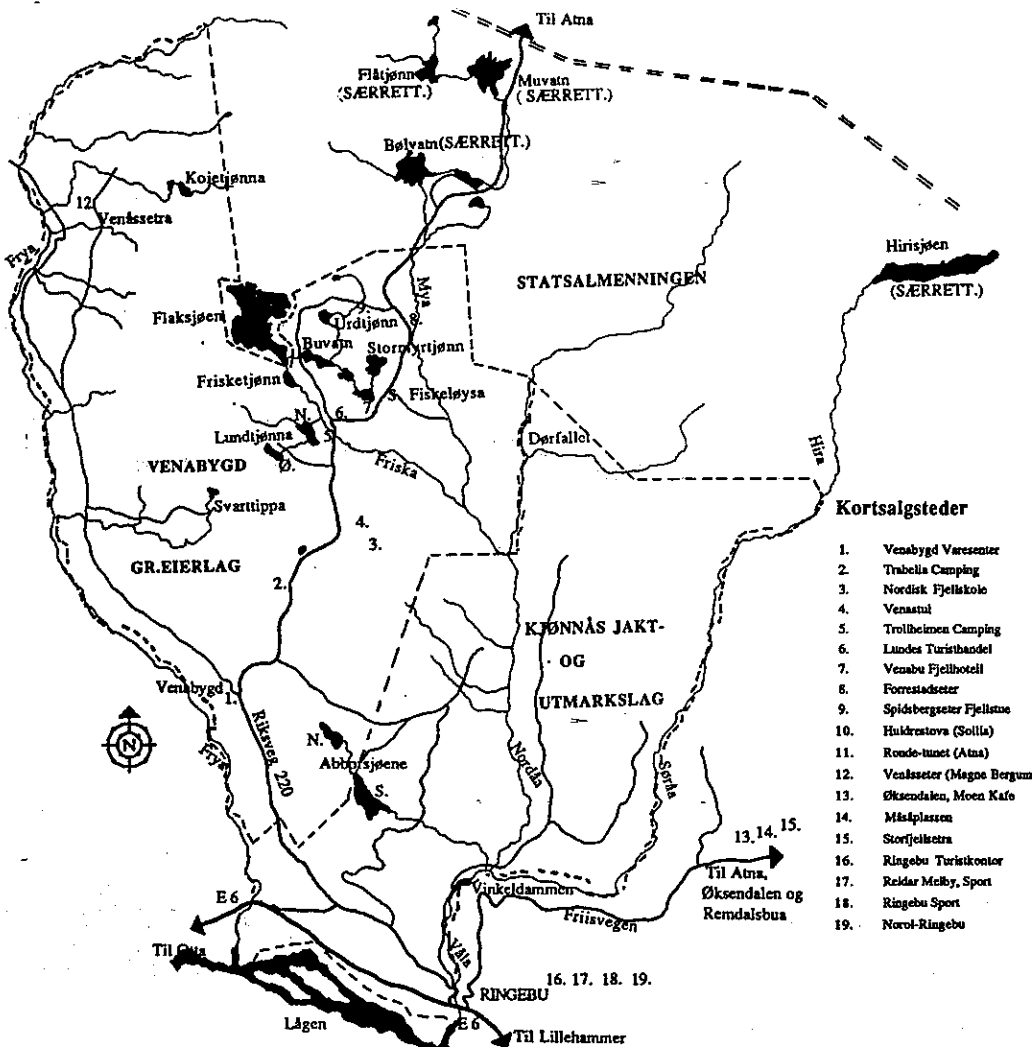 Til Atna
Flåtjønn
(SÆRRETT.)
Muvatn
(SÆRRETT.)
Bølvatn(SÆRRETT.)
Kojetjønna
12.
Venåssetra
Frya
Hirisjøen
(SÆRRETT.)
STATSALMENNINGEN
Mya
8.
9.
Flaksjøen
Urdtjønn
Buvatn
Stormyrtjønn
Frisketjønn
S.
Fiskeløysa
7
6.
N.
5.
Lundtjønna
Ø.
Dørfallet
Hira
VENABYGD
Friska
Svarttippa
4.
3.
GR.EIERLAG
2.
KJØNNÅS JAKT-
OG
UTMARKSLAG
Venabygd
1.
N
Riksveg 220
Frya
N.
Abborsjøene
S.
Nordåa
Søråa
13. 14. 15.
Til Atna,
Øksendalen og
Remdalsbua
Vinkeldammen
Friisvegen
E 6
Til Otta
Våla
16. 17. 18. 19.
RINGEBU
Lågen
E 6
Til Lillehammer
Kortsalgsteder
1. Venabygd Varesenter
2. Trabelia Camping
3. Nordisk Fjellskole
4. Venastul
5. Trollheimen Camping
6. Lundes Turisthandel
7. Venabu Fjellhotell
8. Forrestadseter
9. Spidsbergseter Fjellstue
10. Huldrestova (Sollia)
11. Ronde-tunet (Atna)
12. Venåsseter (Magne Bergum
13. Øksendalen, Moen Kafe
14. Måsåplassen
15. Storfjellsetra
16. Ringebu Turistkontor
17. Reidar Melby, Sport
18. Ringebu Sport
19. Norol-Ringebu